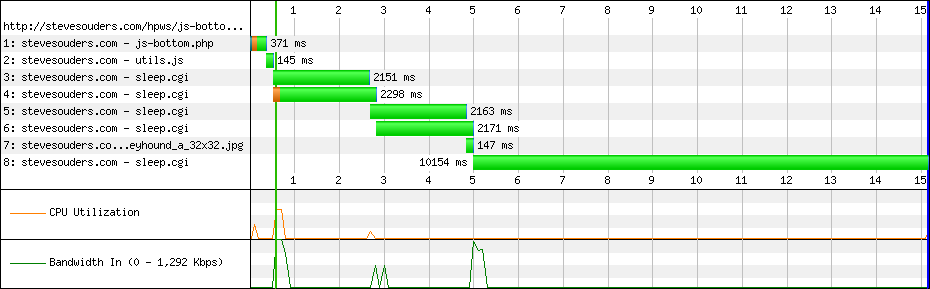 1 2 3 4 5 6 7 8 9 10 11 12 13 14 15
http://stevesouders.com/hpws/js-botto...
1: stevesouders.com - js-bottom.php 371 ms
2: stevesouders.com - utils.js 145 ms
3: stevesouders.com - sleep.cgi 2151 ms
4: stevesouders.com - sleep.cgi 2298 ms
5: stevesouders.com - sleep.cgi 2163 ms
6: stevesouders.com - sleep.cgi 2171 ms
7: stevesouders.co...eyhound_a_32x32.jpg 147 ms
8: stevesouders.com - sleep.cgi 10154 ms
1 2 3 4 5 6 7 8 9 10 11 12 13 14 15
CPU Utilization
Bandwidth In (0 - 1,292 Kbps)